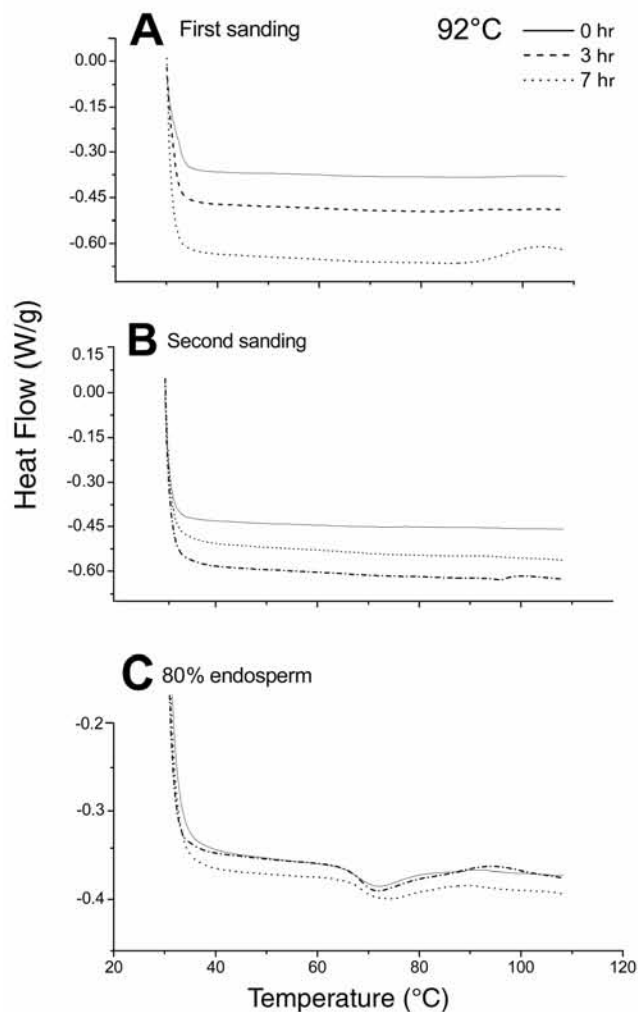 A First sanding 92°C 0 hr
3 hr
7 hr
0.00
-0.15
-0.30
-0.45
-0.60
B Second sanding
0.15
0.00
-0.15
-0.30
-0.45
-0.60
Heat Flow (W/g)
C 80% endosperm
-0.2
-0.3
-0.4
20 40 60 80 100 120
Temperature (°C)